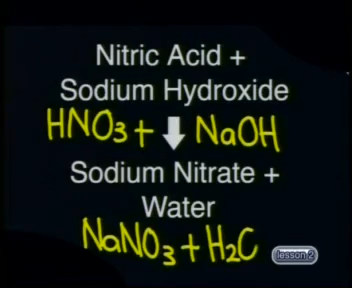 Nitric Acid +
Sodium Hydroxide
HNO3 + NaOH
Sodium Nitrate +
Water
NaNO3 + H2C
lesson 2